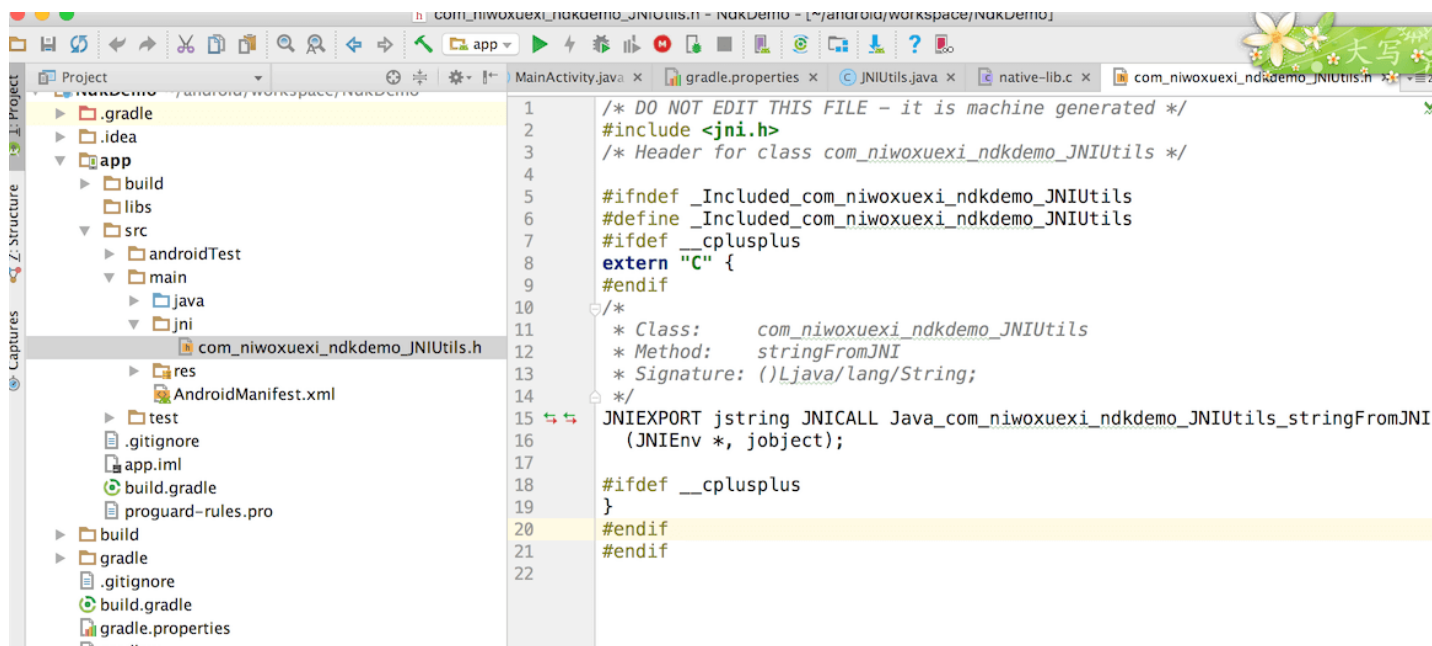 com_niwoxuexi_ndkdemo_JNIUtils.h - NdkDemo - [~/android/workspace/NdkDemo]
app
大写
Project
MainActivity.java
gradle.properties
JNIUtils.java
native-lib.c
com_niwoxuexi_ndkdemo_JNIUtils.h
1: Project
7: Structure
Captures
NdkDemo ~/android/workspace/NdkDemo
.gradle
.idea
app
build
libs
src
androidTest
main
java
jni
com_niwoxuexi_ndkdemo_JNIUtils.h
res
AndroidManifest.xml
test
.gitignore
app.iml
build.gradle
proguard-rules.pro
build
gradle
.gitignore
build.gradle
gradle.properties
1 /* DO NOT EDIT THIS FILE – it is machine generated */
2 #include <jni.h>
3 /* Header for class com_niwoxuexi_ndkdemo_JNIUtils */
4
5 #ifndef _Included_com_niwoxuexi_ndkdemo_JNIUtils
6 #define _Included_com_niwoxuexi_ndkdemo_JNIUtils
7 #ifdef __cplusplus
8 extern "C" {
9 #endif
10 /*
11 * Class: com_niwoxuexi_ndkdemo_JNIUtils
12 * Method: stringFromJNI
13 * Signature: ()Ljava/lang/String;
14 */
15 JNIEXPORT jstring JNICALL Java_com_niwoxuexi_ndkdemo_JNIUtils_stringFromJNI
16 (JNIEnv *, jobject);
17
18 #ifdef __cplusplus
19 }
20 #endif
21 #endif
22